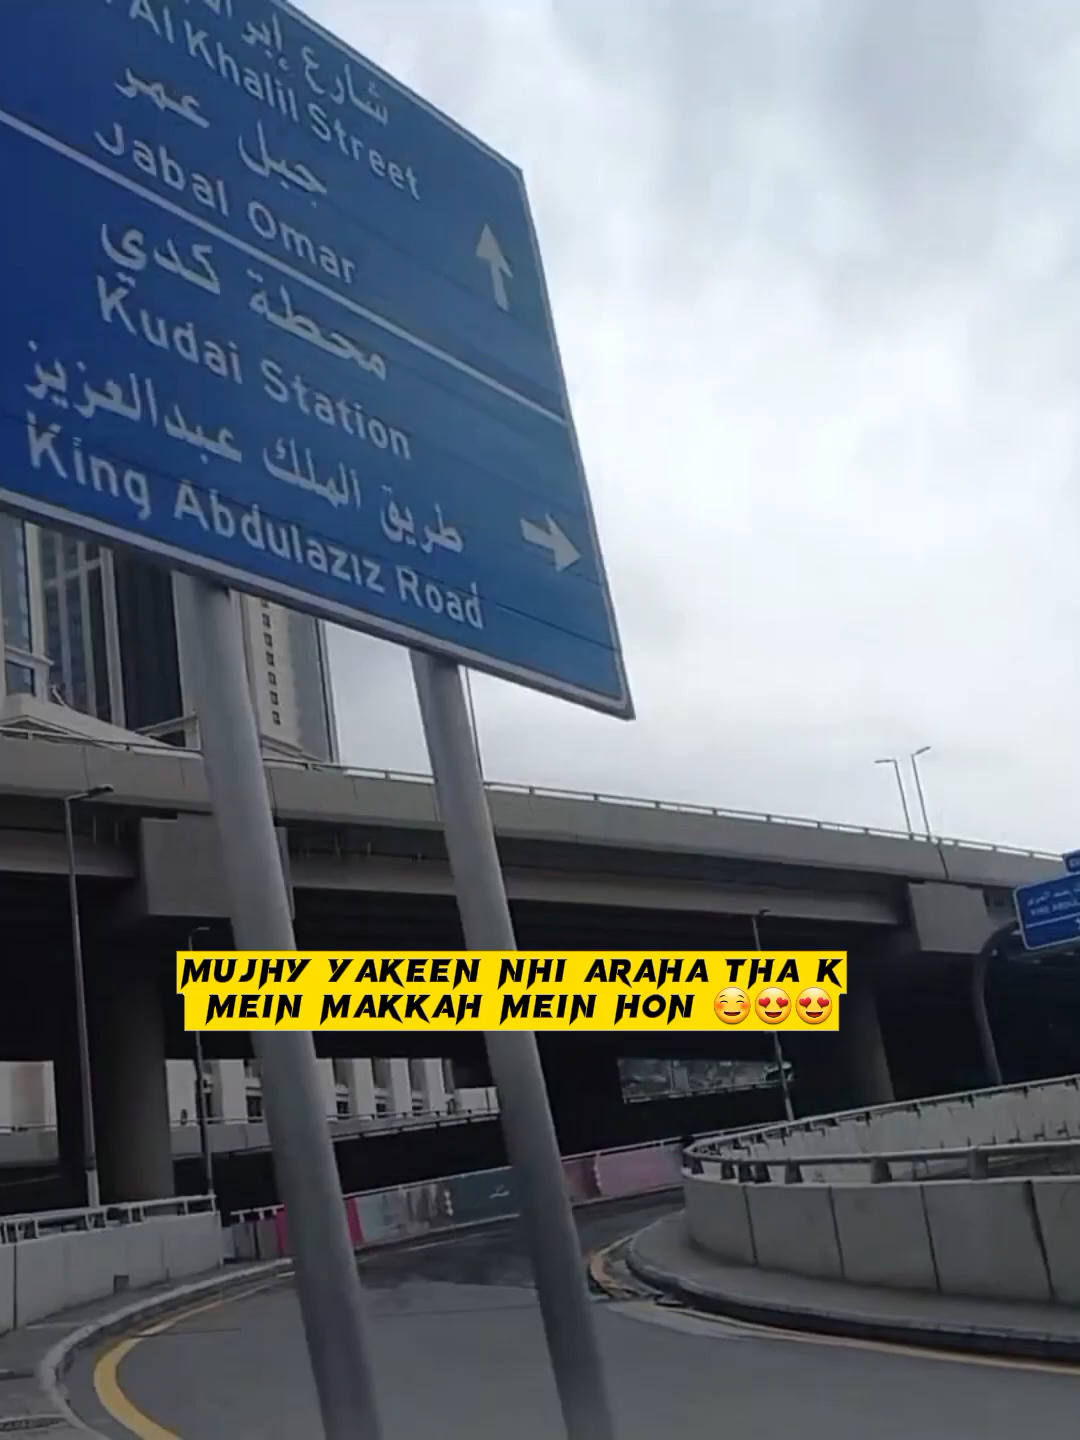 شارع إبر
Al Khalil Street
جبل عمر
Jabal Omar
محطة كدي
Kudai Station
طريق الملك عبدالعزيز
King Abdulaziz Road
MUJHY YAKEEN NHI ARAHA THA K
MEIN MAKKAH MEIN HON 😊😍😍